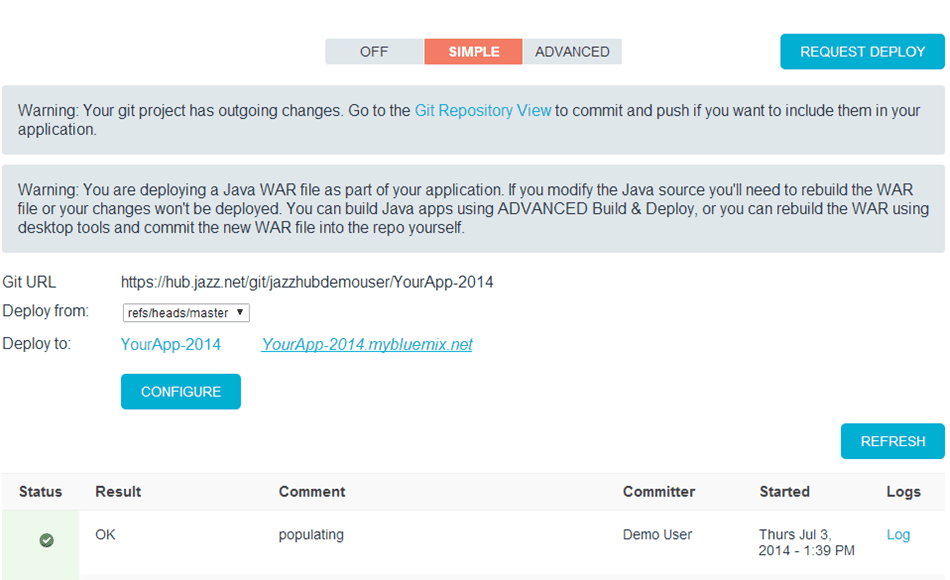 OFF SIMPLE ADVANCED REQUEST DEPLOY
Warning: Your git project has outgoing changes. Go to the Git Repository View to commit and push if you want to include them in your
application.
Warning: You are deploying a Java WAR file as part of your application. If you modify the Java source you'll need to rebuild the WAR
file or your changes won't be deployed. You can build Java apps using ADVANCED Build & Deploy, or you can rebuild the WAR using
desktop tools and commit the new WAR file into the repo yourself.
Git URL https://hub.jazz.net/git/jazzhubdemouser/YourApp-2014
Deploy from: refs/heads/master
Deploy to: YourApp-2014 YourApp-2014.mybluemix.net
CONFIGURE
REFRESH
Status Result Comment Committer Started Logs
OK populating Demo User Thurs Jul 3, Log
2014 - 1:39 PM